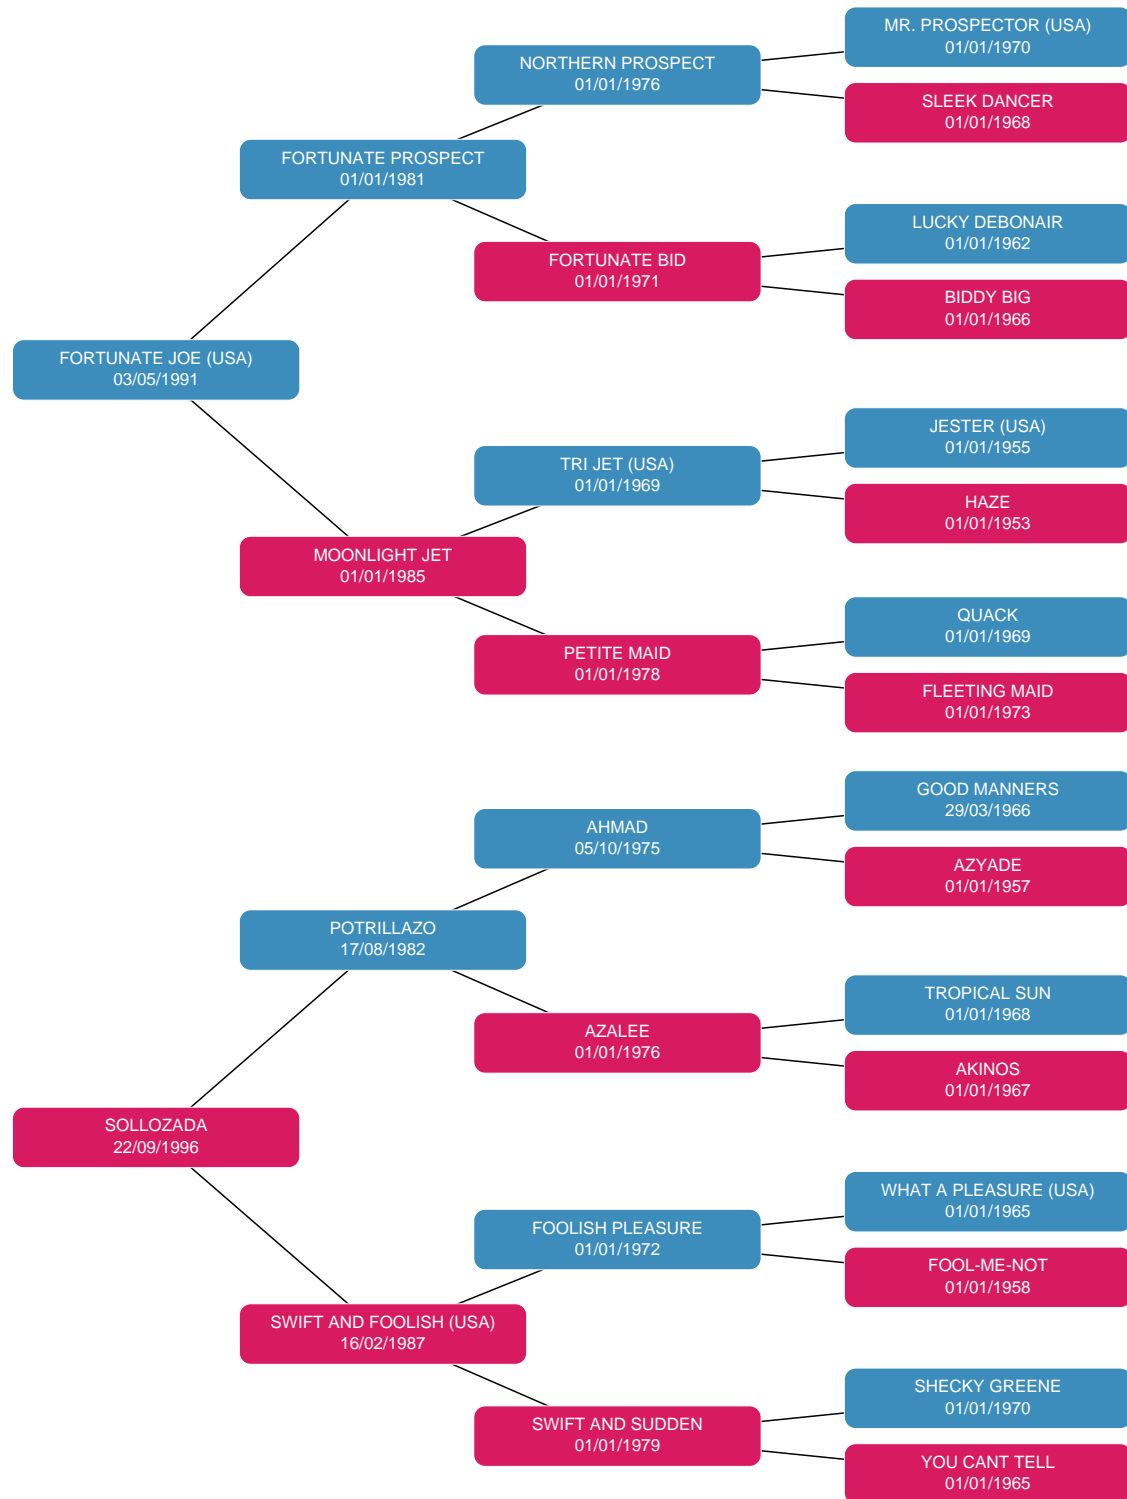 MR. PROSPECTOR (USA)
01/01/1970
NORTHERN PROSPECT
01/01/1976
SLEEK DANCER
01/01/1968
FORTUNATE PROSPECT
01/01/1981
LUCKY DEBONAIR
01/01/1962
FORTUNATE BID
01/01/1971
BIDDY BIG
01/01/1966
FORTUNATE JOE (USA)
03/05/1991
JESTER (USA)
01/01/1955
TRI JET (USA)
01/01/1969
HAZE
01/01/1953
MOONLIGHT JET
01/01/1985
QUACK
01/01/1969
PETITE MAID
01/01/1978
FLEETING MAID
01/01/1973
GOOD MANNERS
29/03/1966
AHMAD
05/10/1975
AZYADE
01/01/1957
POTRILLAZO
17/08/1982
TROPICAL SUN
01/01/1968
AZALEE
01/01/1976
AKINOS
01/01/1967
SOLLOZADA
22/09/1996
WHAT A PLEASURE (USA)
01/01/1965
FOOLISH PLEASURE
01/01/1972
FOOL-ME-NOT
01/01/1958
SWIFT AND FOOLISH (USA)
16/02/1987
SHECKY GREENE
01/01/1970
SWIFT AND SUDDEN
01/01/1979
YOU CANT TELL
01/01/1965